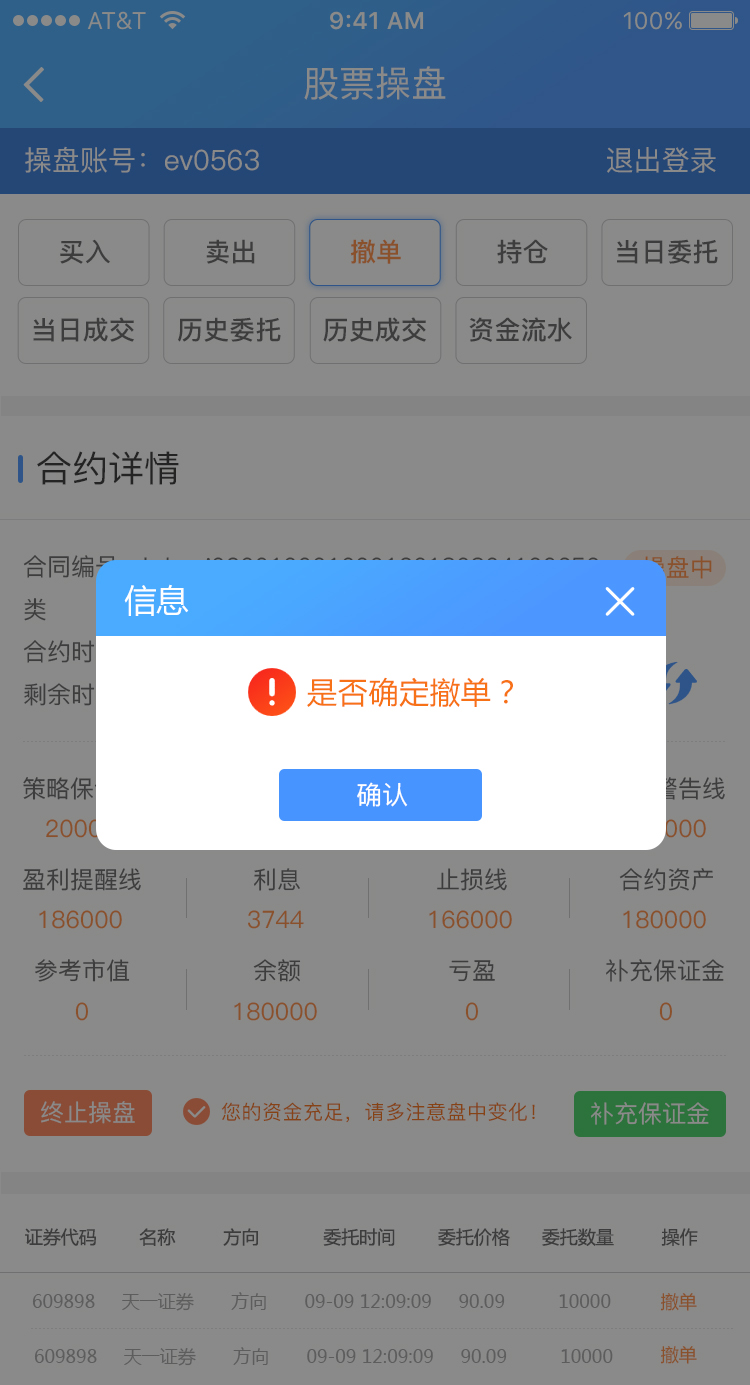 AT&T 9:41 AM 100%
股票操盘
操盘账号：ev0563 退出登录
买入 卖出 撤单 持仓 当日委托
当日成交 历史委托 历史成交 资金流水
合约详情
合同编号 盘中
类
合约时
剩余时
信息
是否确定撤单？
确认
策略保 警告线
2000 000
盈利提醒线 利息 止损线 合约资产
186000 3744 166000 180000
参考市值 余额 亏盈 补充保证金
0 180000 0 0
终止操盘 您的资金充足，请多注意盘中变化！ 补充保证金
证券代码 名称 方向 委托时间 委托价格 委托数量 操作
609898 天一证券 方向 09-09 12:09:09 90.09 10000 撤单
609898 天一证券 方向 09-09 12:09:09 90.09 10000 撤单